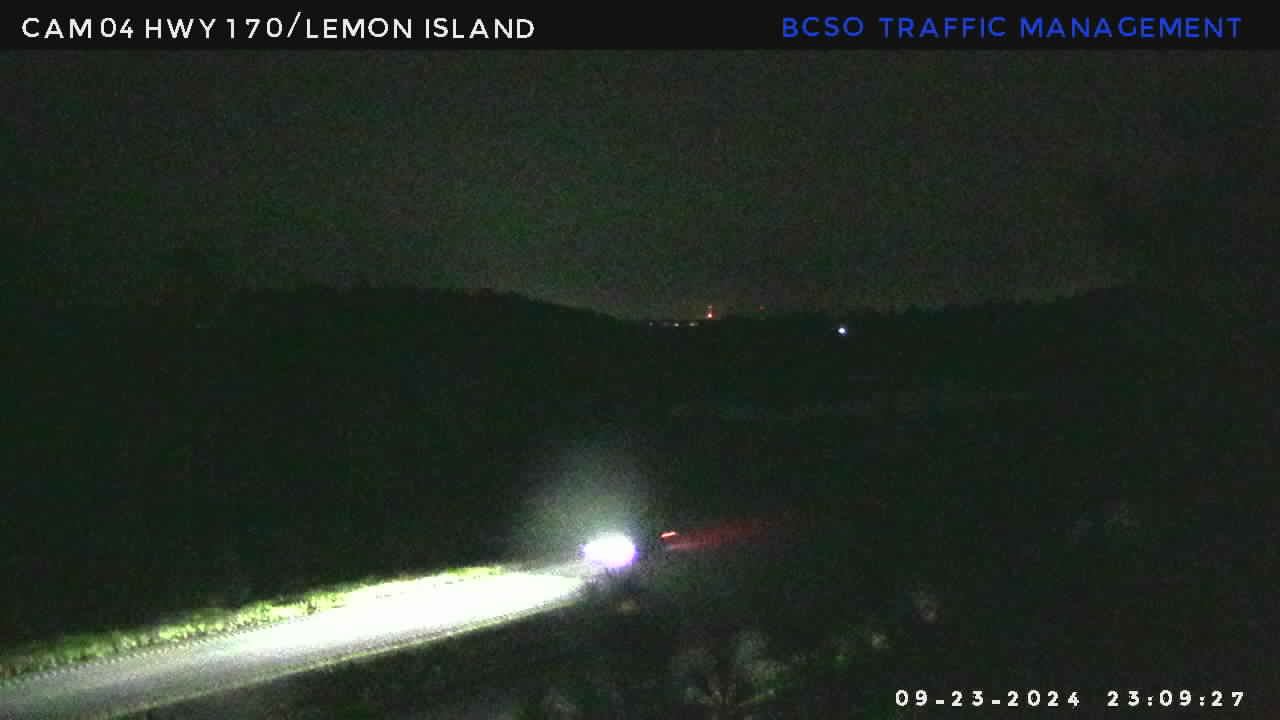 CAM04 HWY 170/LEMON ISLAND
BCSO TRAFFIC MANAGEMENT
09-23-2024 23:09:27